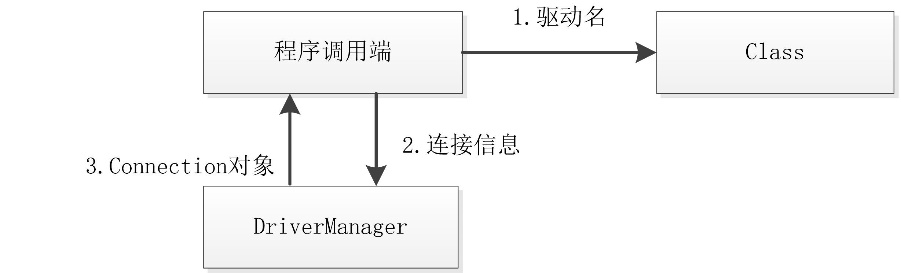 1.驱动名
程序调用端
Class
2.连接信息
3.Connection对象
DriverManager